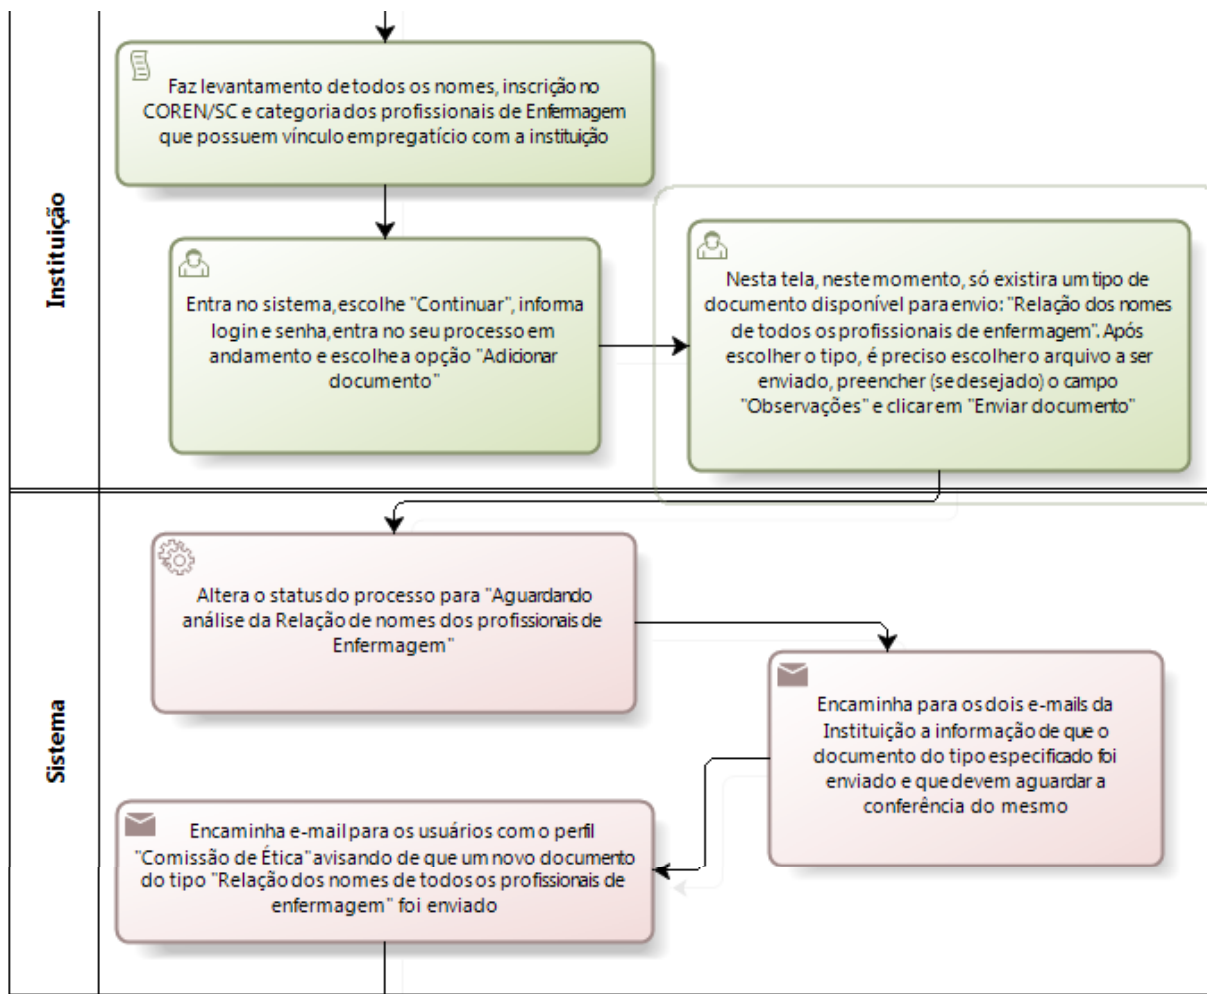 Instituição
Faz levantamento de todos os nomes, inscrição no
COREN/SC e categoria dos profissionais de Enfermagem
que possuem vínculo empregatício com a instituição
Entra no sistema, escolhe "Continuar", informa
login e senha, entra no seu processo em
andamento e escolhe a opção "Adicionar
documento"
Nesta tela, neste momento, só existira um tipo de
documento disponível para envio: "Relação dos nomes
de todos os profissionais de enfermagem". Após
escolher o tipo, é preciso escolher o arquivo a ser
enviado, preencher (se desejado) o campo
"Observações" e clicar em "Enviar documento"
Sistema
Altera o status do processo para "Aguardando
análise da Relação de nomes dos profissionais de
Enfermagem"
Encaminha para os dois e-mails da
Instituição a informação de que o
documento do tipo especificado foi
enviado e que devem aguardar a
conferência do mesmo
Encaminha e-mail para os usuários com o perfil
"Comissão de Ética" avisando de que um novo documento
do tipo "Relação dos nomes de todos os profissionais de
enfermagem" foi enviado